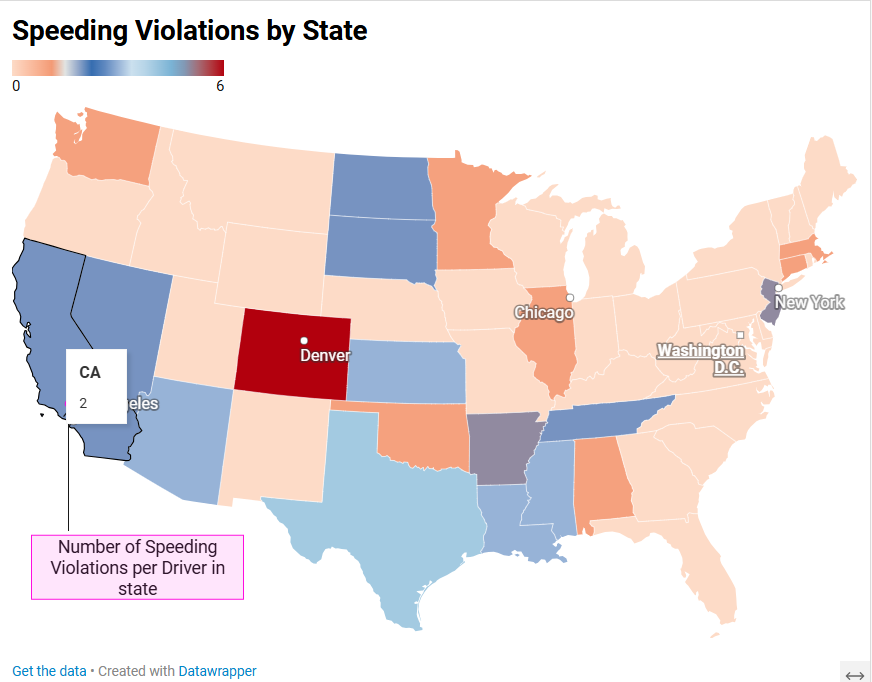 Speeding Violations by State
0 6
Chicago
New York
Denver
Washington
D.C.
CA
2
eles
Number of Speeding
Violations per Driver in
state
Get the data • Created with Datawrapper